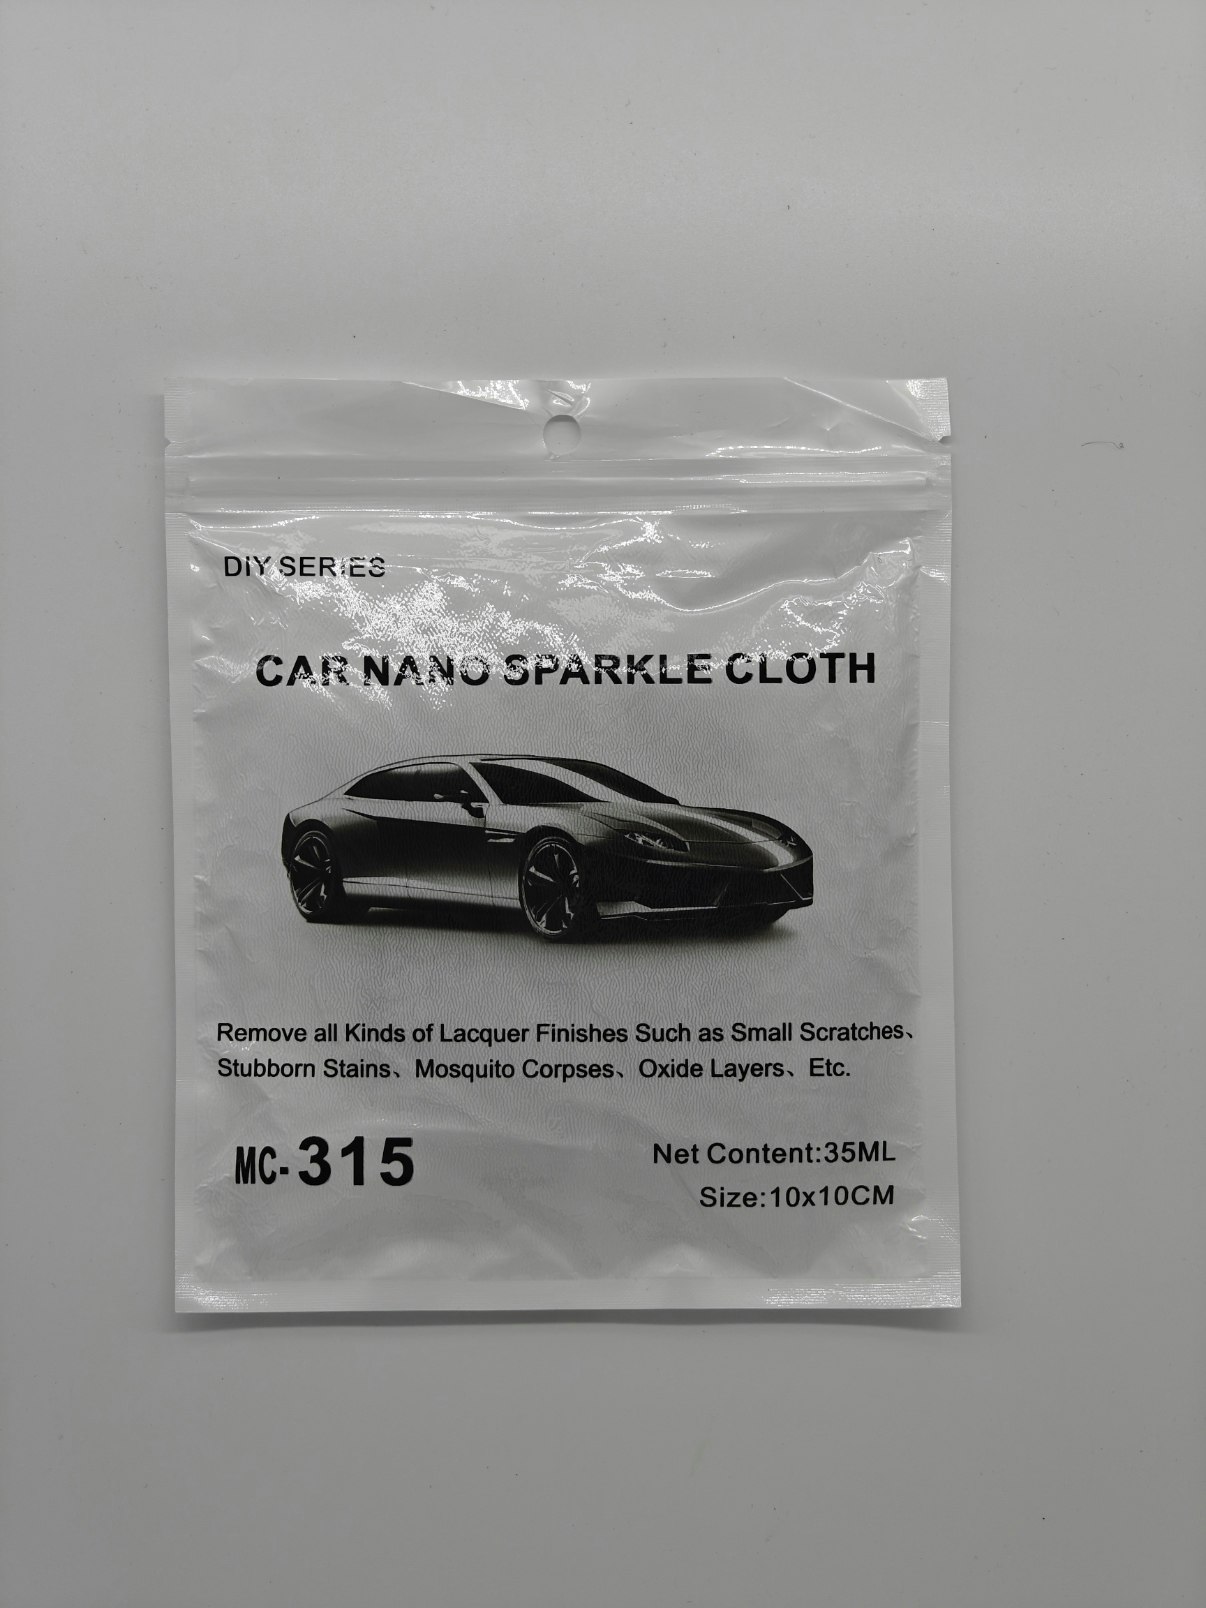 DIY SERIES
CAR NANO SPARKLE CLOTH
Remove all Kinds of Lacquer Finishes Such as Small Scratches、
Stubborn Stains、Mosquito Corpses、Oxide Layers、Etc.
MC-315
Net Content:35ML
Size:10x10CM